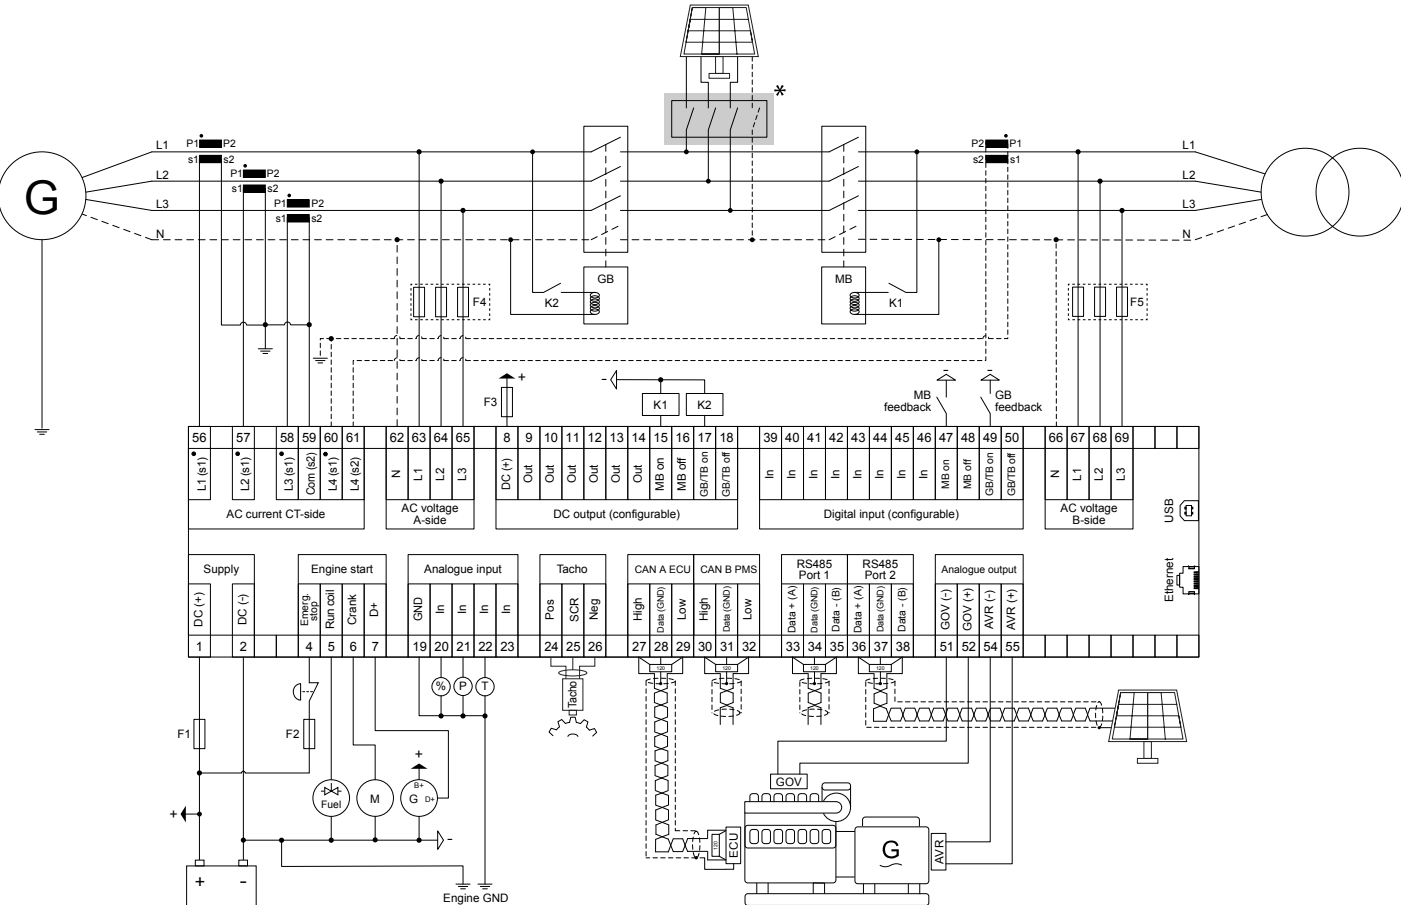 *
L1
P1 P2
s1 s2
L2
P1 P2
s1 s2
L3
P1 P2
s1 s2
N
G
P2 P1
s2 s1
L1
L2
L3
N
GB
K2
MB
K1
F4
F5
F3
+
-
K1
K2
MB
feedback
-
GB
feedback
-
56 57 58 59 60 61 62 63 64 65 8 9 10 11 12 13 14 15 16 17 18 39 40 41 42 43 44 45 46 47 48 49 50 66 67 68 69
L1 (s1)
L2 (s1)
L3 (s1)
Com (s2)
L4 (s1)
L4 (s2)
N
L1
L2
L3
DC (+)
Out
Out
Out
Out
Out
Out
MB on
MB off
GB/TB on
GB/TB off
In
In
In
In
In
In
In
In
MB on
MB off
GB/TB on
GB/TB off
N
L1
L2
L3
AC current CT-side
AC voltage
A-side
DC output (configurable)
Digital input (configurable)
AC voltage
B-side
USB
Ethernet
Supply
Engine start
Analogue input
Tacho
CAN A ECU
CAN B PMS
RS485
Port 1
RS485
Port 2
Analogue output
DC (+)
DC (-)
Emerg.
stop
Run coil
Crank
D+
GND
In
In
In
In
Pos
SCR
Neg
High
Data (GND)
Low
High
Data (GND)
Low
Data + (A)
Data (GND)
Data - (B)
Data + (A)
Data (GND)
Data - (B)
GOV (-)
GOV (+)
AVR (-)
AVR (+)
1 2 4 5 6 7 19 20 21 22 23 24 25 26 27 28 29 30 31 32 33 34 35 36 37 38 51 52 54 55
120
120
120
120
% P T
Tacho
F1
F2
+
Fuel
M
+
B+
G D+
+
-
+ -
Engine GND
120
ECU
GOV
G
AVR